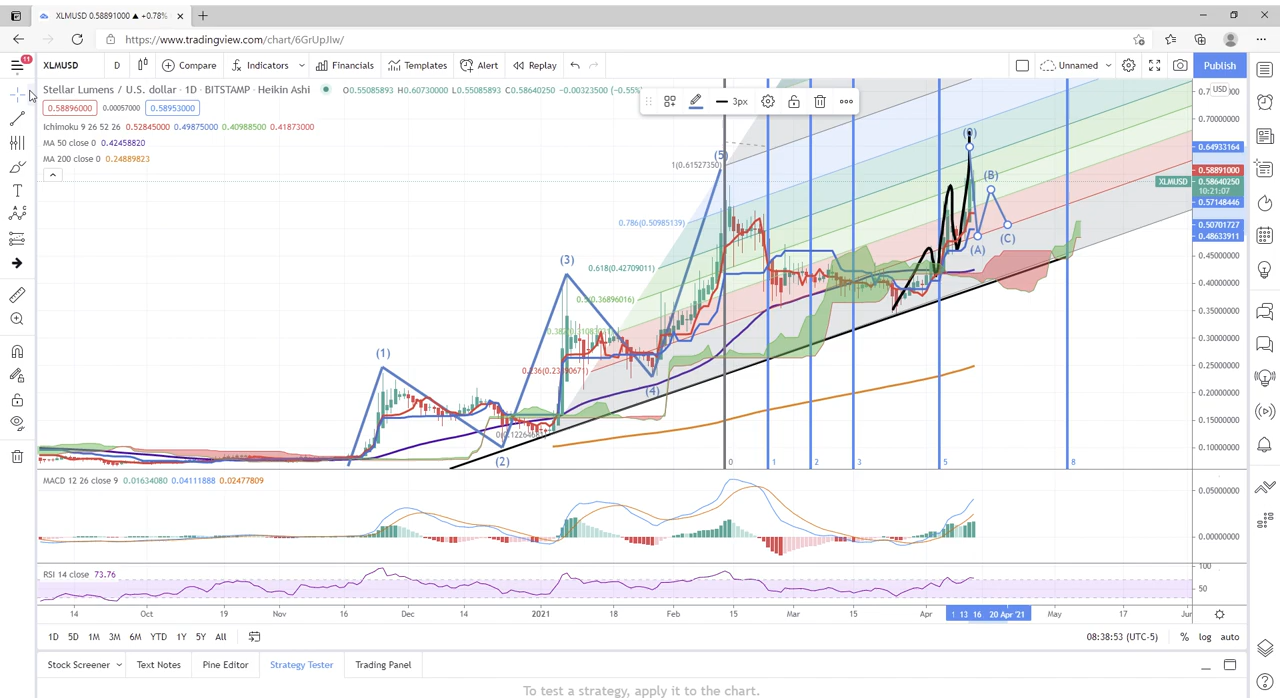 XLMUSD 0.58891000 ▲ +0.78%
https://www.tradingview.com/chart/6GrUpJIw/
11
XLMUSD D Compare Indicators Financials Templates Alert Replay Unnamed Publish
Stellar Lumens / U.S. dollar · 1D · BITSTAMP · Heikin Ashi O0.55085893 H0.60730000 L0.55085893 C0.58640250 −0.00323500 (−0.55%
USD
0.58896000 0.00057000 0.58953000
Ichimoku 9 26 52 26 0.52845000 0.49875000 0.40988500 0.41873000
MA 50 close 0 0.42458820
MA 200 close 0 0.24889823
3px
0.70000000
0.64933164
0.58891000
XLMUSD 0.58640250
10:21:07
0.57148446
0.50701727
0.48633911
0.45000000
0.40000000
0.35000000
0.30000000
0.25000000
0.20000000
0.15000000
0.10000000
(1)
(2)
(3)
(4)
(5)
(B)
(A)
(C)
1(0.61527350)
0.786(0.50985139)
0.618(0.42709011)
0.5(0.36896016)
0 1 2 3 5 8
MACD 12 26 close 9 0.01634080 0.04111888 0.02477809
0.05000000
0.00000000
RSI 14 close 73.76
100
50
14 Oct 19 Nov 16 Dec 14 2021 18 Feb 15 Mar 15 Apr 13 16 20 Apr '21 May 17 Jun
1D 5D 1M 3M 6M YTD 1Y 5Y All
08:38:53 (UTC-5) % log auto
Stock Screener Text Notes Pine Editor Strategy Tester Trading Panel
To test a strategy, apply it to the chart.